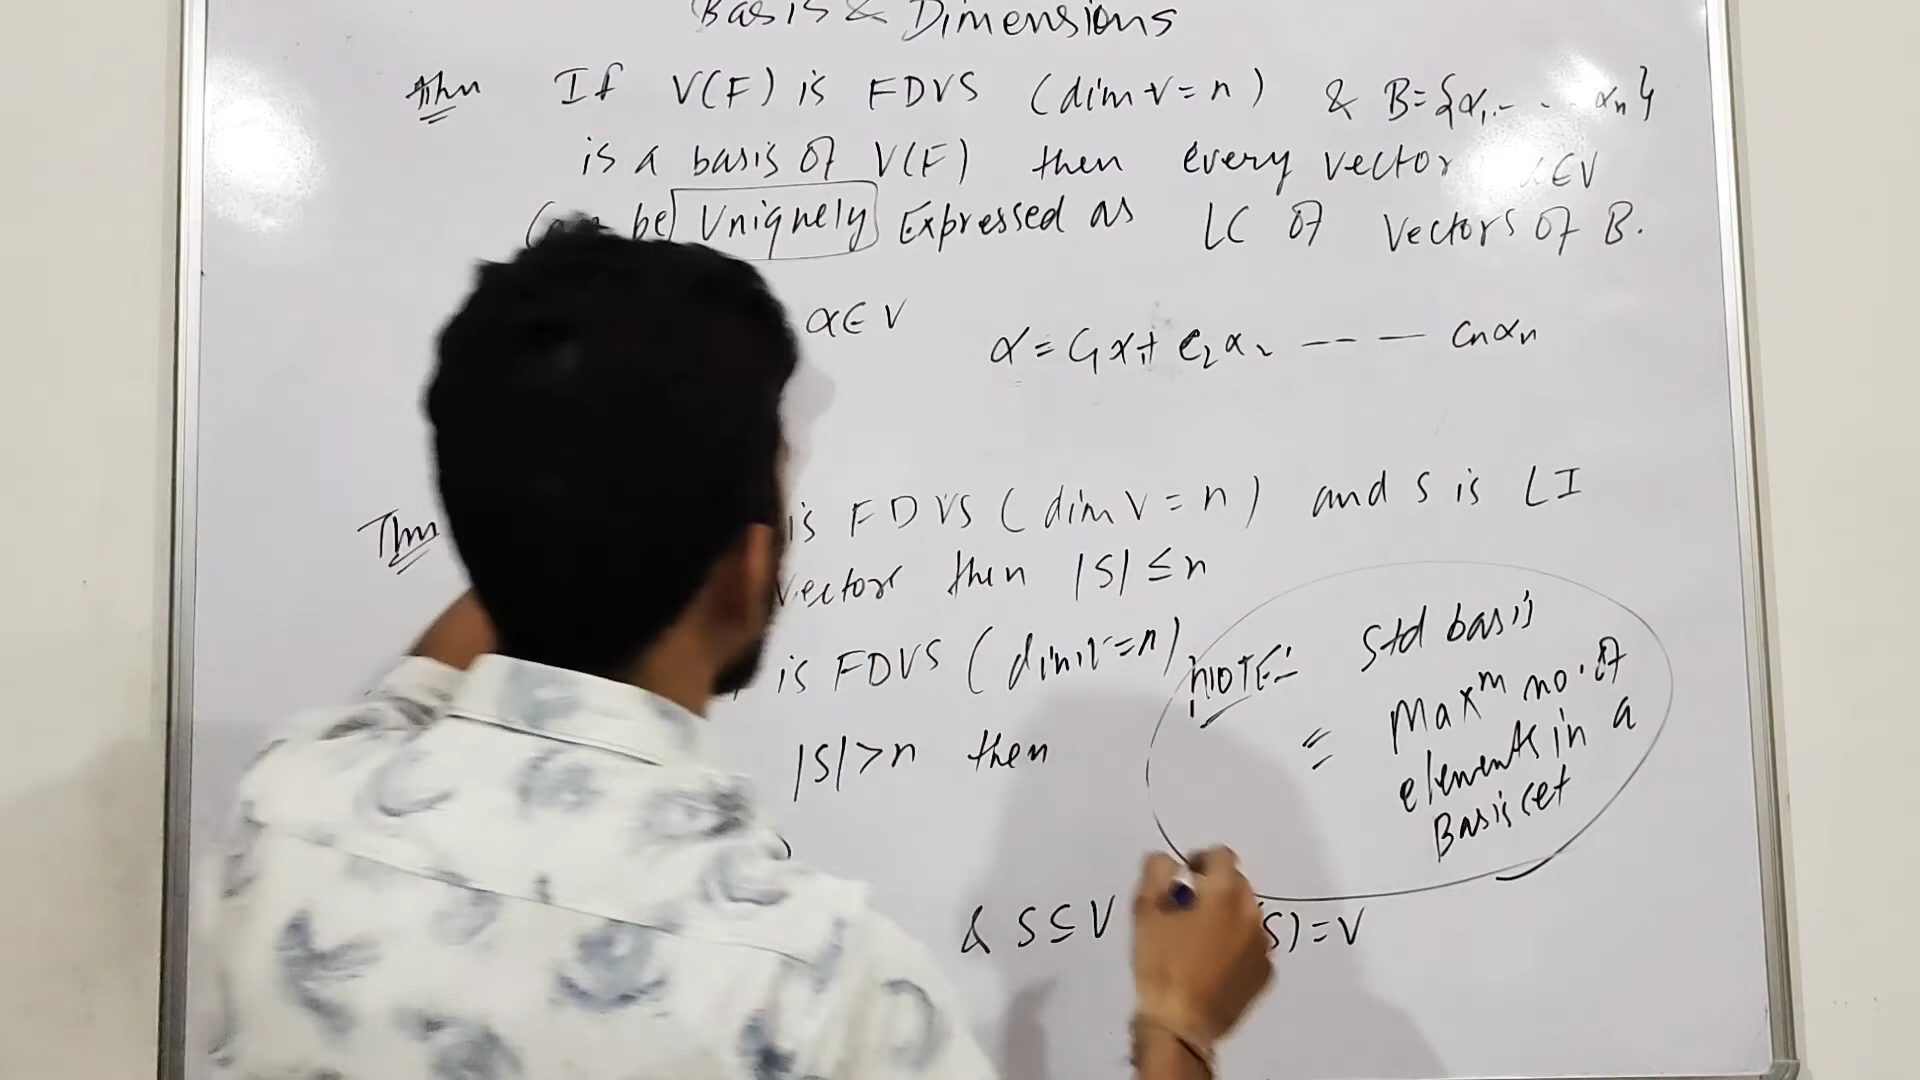 Basis & Dimensions
Thm If V(F) is FDVS (dim V = n) & B={α₁ - - αₙ}
is a basis of V(F) then every vector ∈V
be Uniquely Expressed as LC of vectors of B.
α∈V α = C₁α₁+ C₂α₂ --- Cₙαₙ
Thm is FDVS (dim V = n) and S is LI
vector then |S| ≤ n
is FDVS (dim V = n)
|S|>n then
NOTE:- Std basis
= Maxᵐ no. of
elements in a
Basis set
& S⊆V S)=V